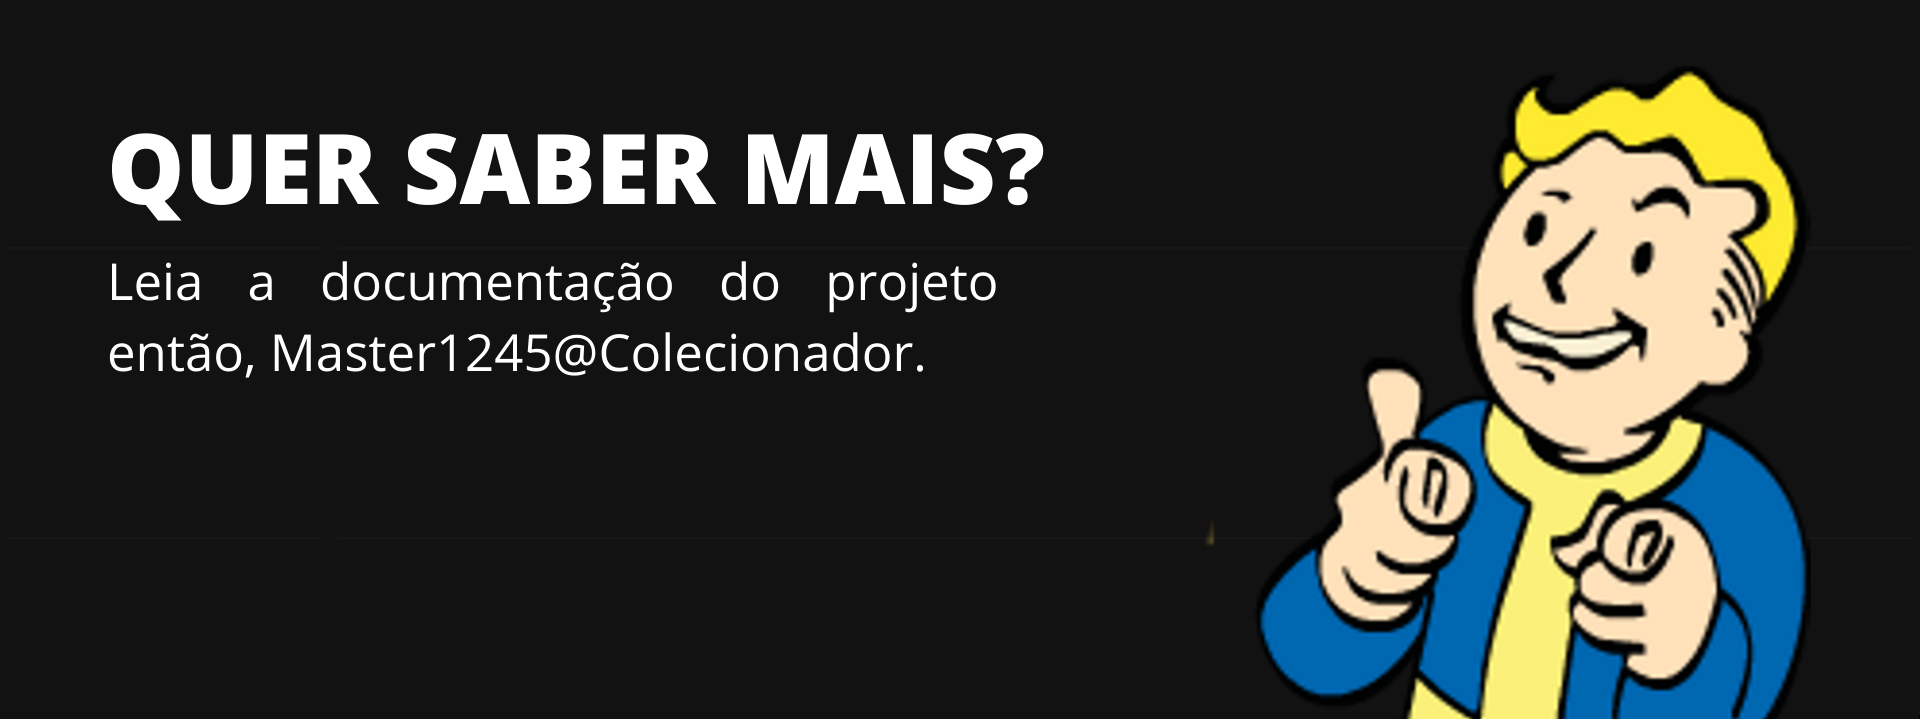 QUER SABER MAIS?
Leia a documentação do projeto
então, Master1245@Colecionador.